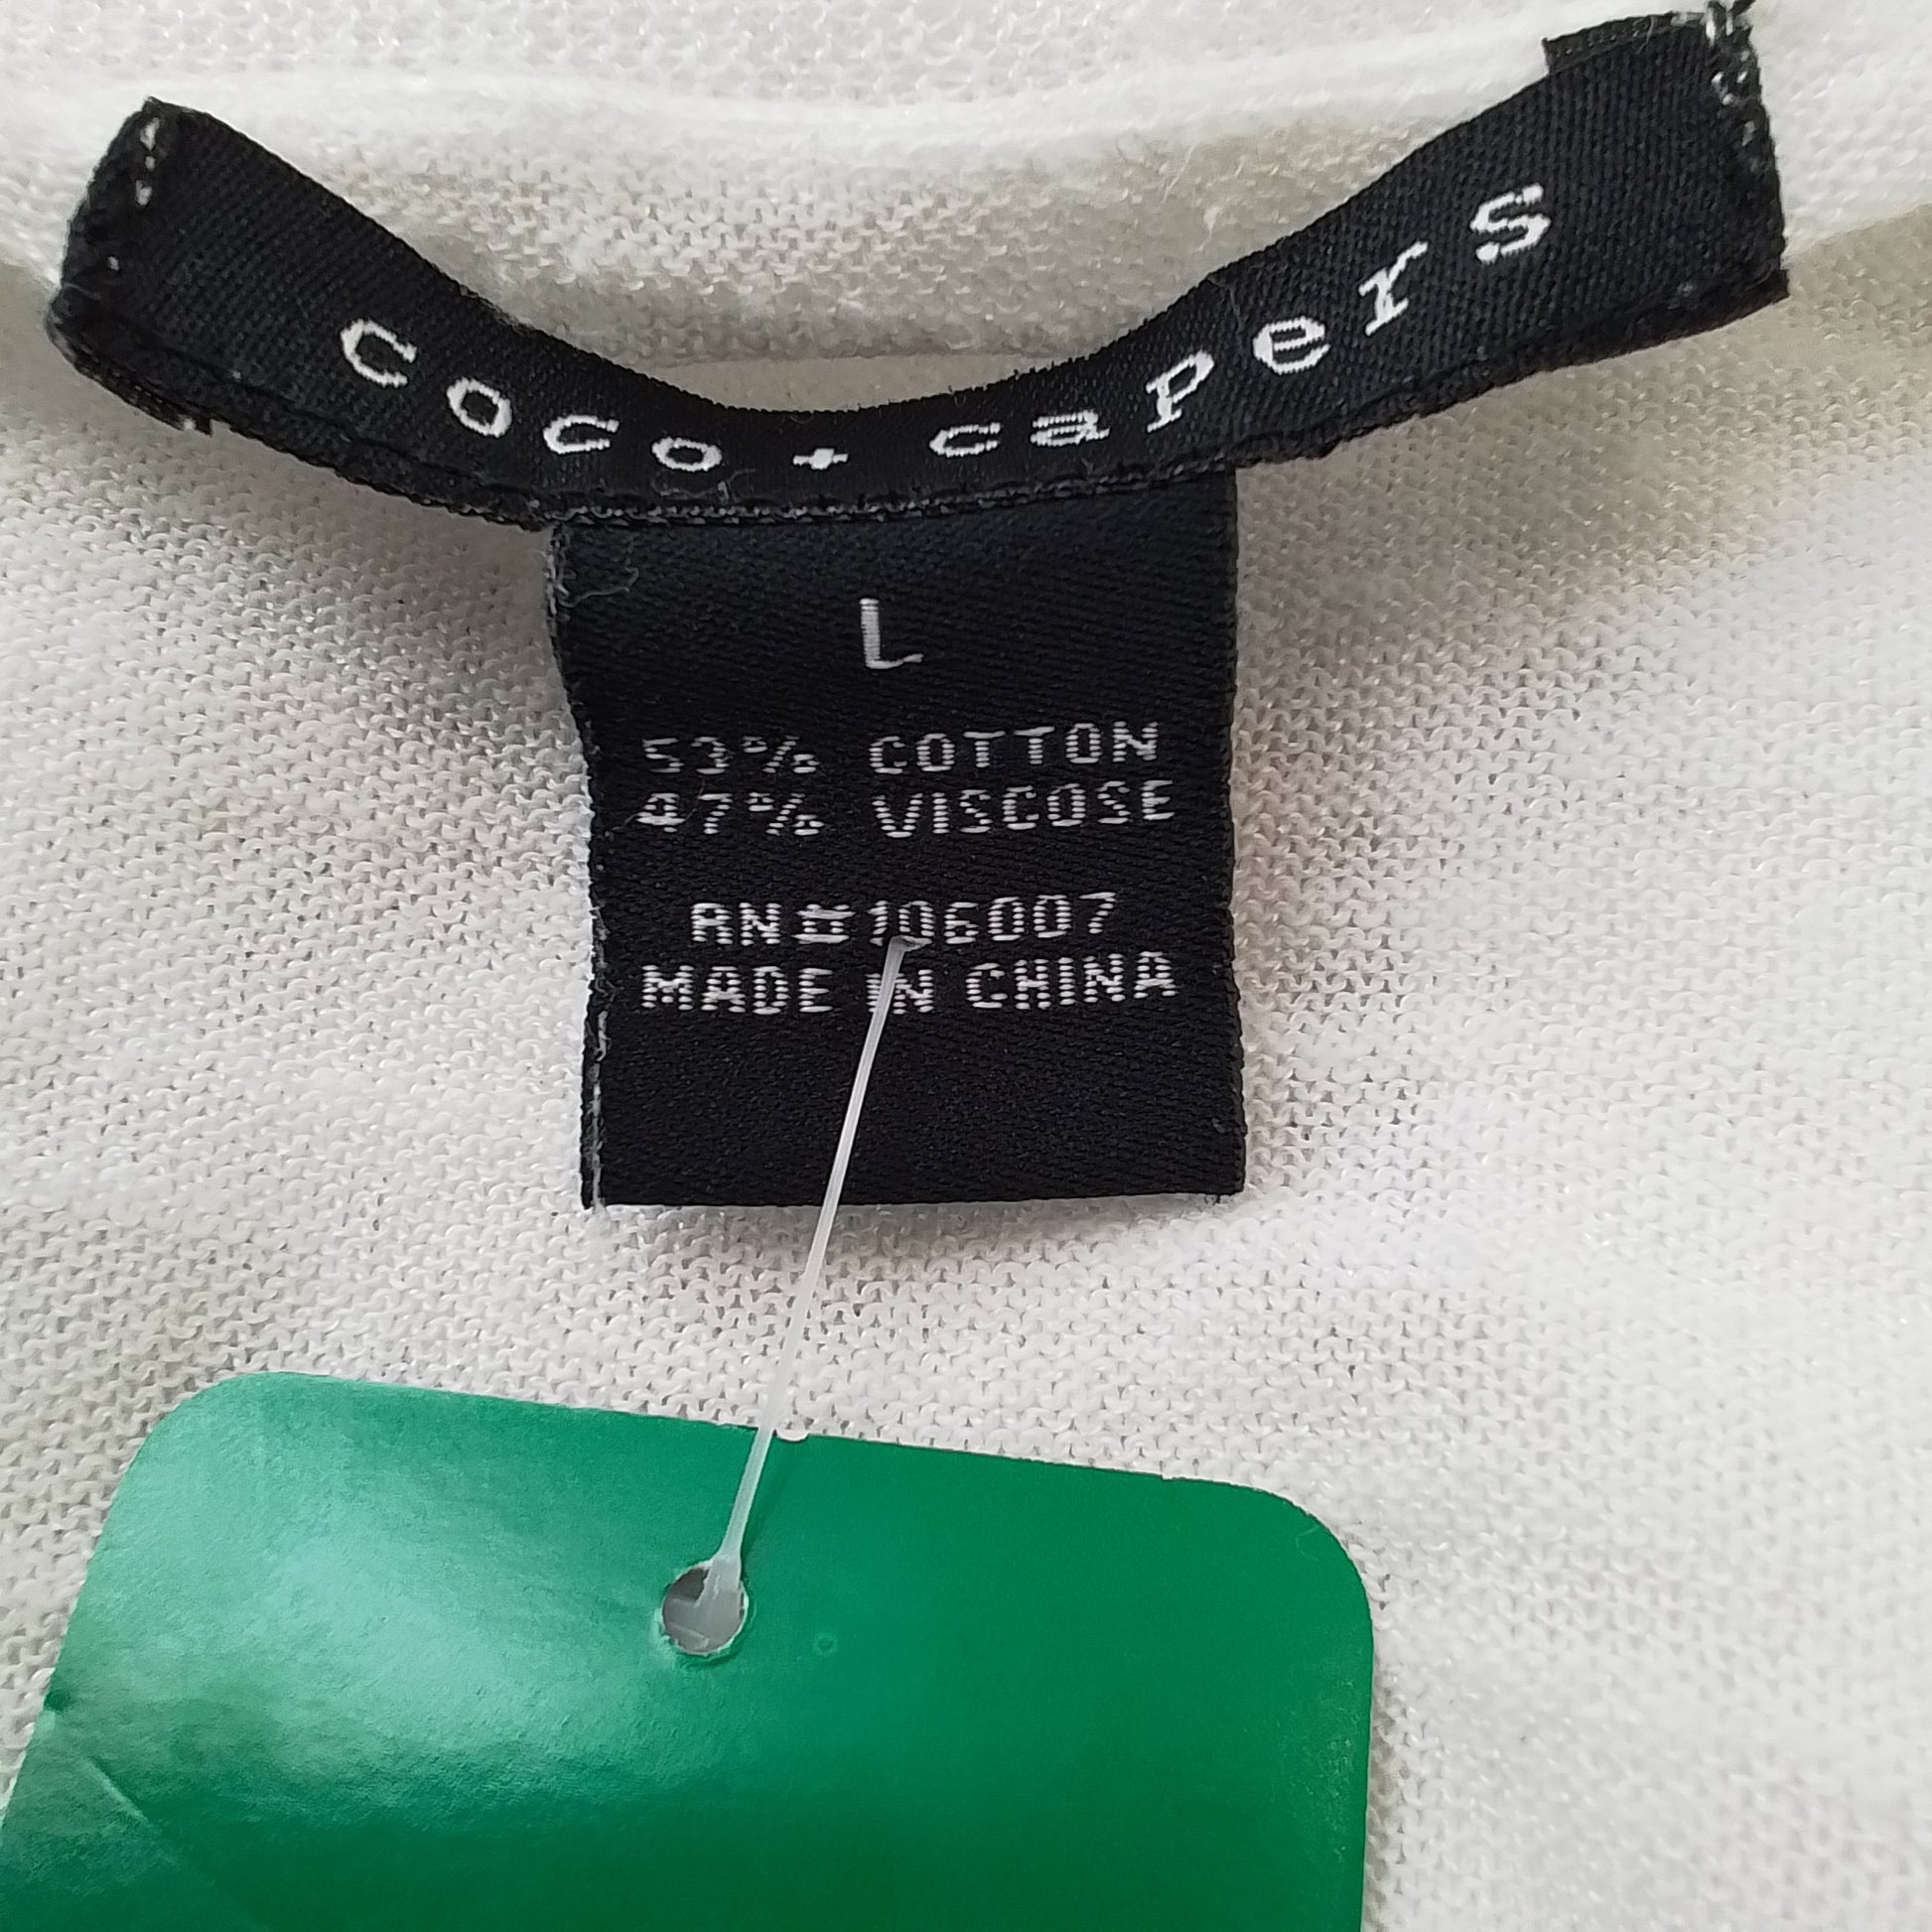 coco + capers
L
53% COTTON
47% VISCOSE
RN#106007
MADE IN CHINA